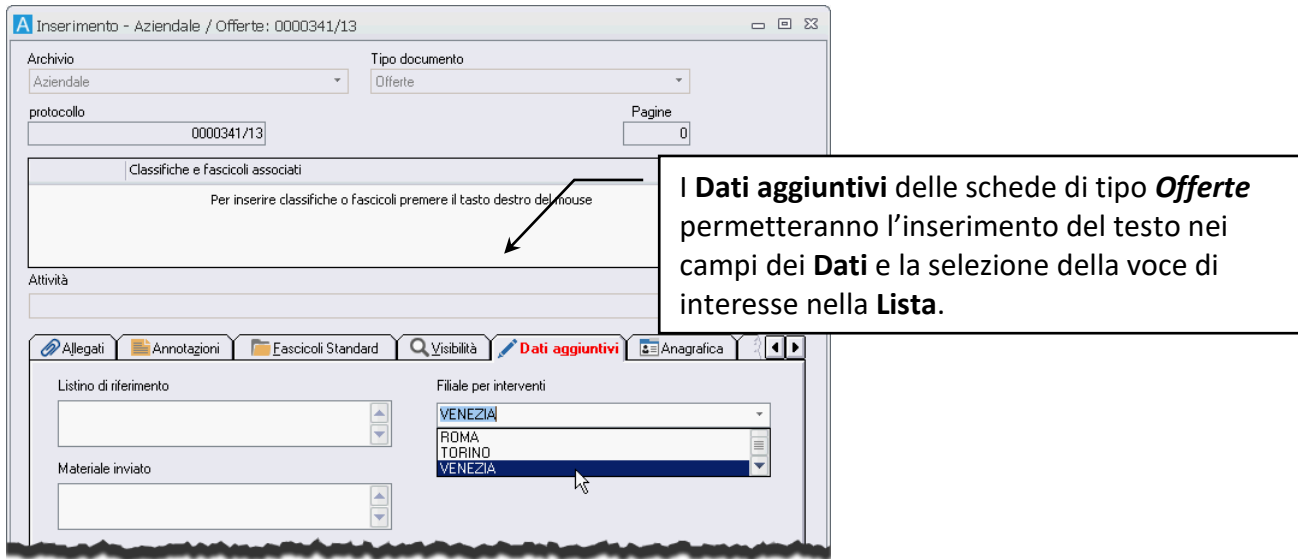 Inserimento - Aziendale / Offerte: 0000341/13
Archivio
Tipo documento
Aziendale
Offerte
protocollo
Pagine
0000341/13
0
Classifiche e fascicoli associati
Per inserire classifiche o fascicoli premere il tasto destro del mouse
I Dati aggiuntivi delle schede di tipo Offerte
permetteranno l’inserimento del testo nei
campi dei Dati e la selezione della voce di
interesse nella Lista.
Attività
Allegati
Annotazioni
Fascicoli Standard
Visibilità
Dati aggiuntivi
Anagrafica
Listino di riferimento
Filiale per interventi
VENEZIA
ROMA
TORINO
VENEZIA
Materiale inviato